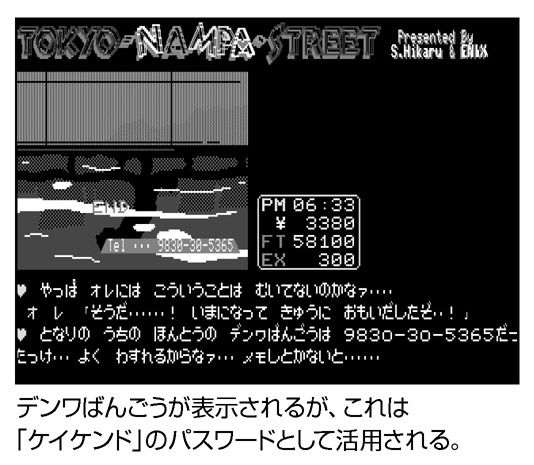 TOKYO-NAMPA・STREET
Presented By
S.Hikaru & ENIX
END
Tel ・・・ 9830-30-5365
PM 06:33
¥ 3380
FT 58100
EX 300
♥ やっぱ オレには こういうことは むいてないのかなァ・・・・
オ レ 「そうだ・・・・・・! いまになって きゅうに おもいだしたぞ・・!」
♥ となりの うちの ほんとうの デンワばんごうは 9830-30-5365だっ
たっけ・・・ よく わすれるからなァ・・・ メモしとかないと・・・・・・
デンワばんごうが表示されるが、これは
「ケイケンド」のパスワードとして活用される。